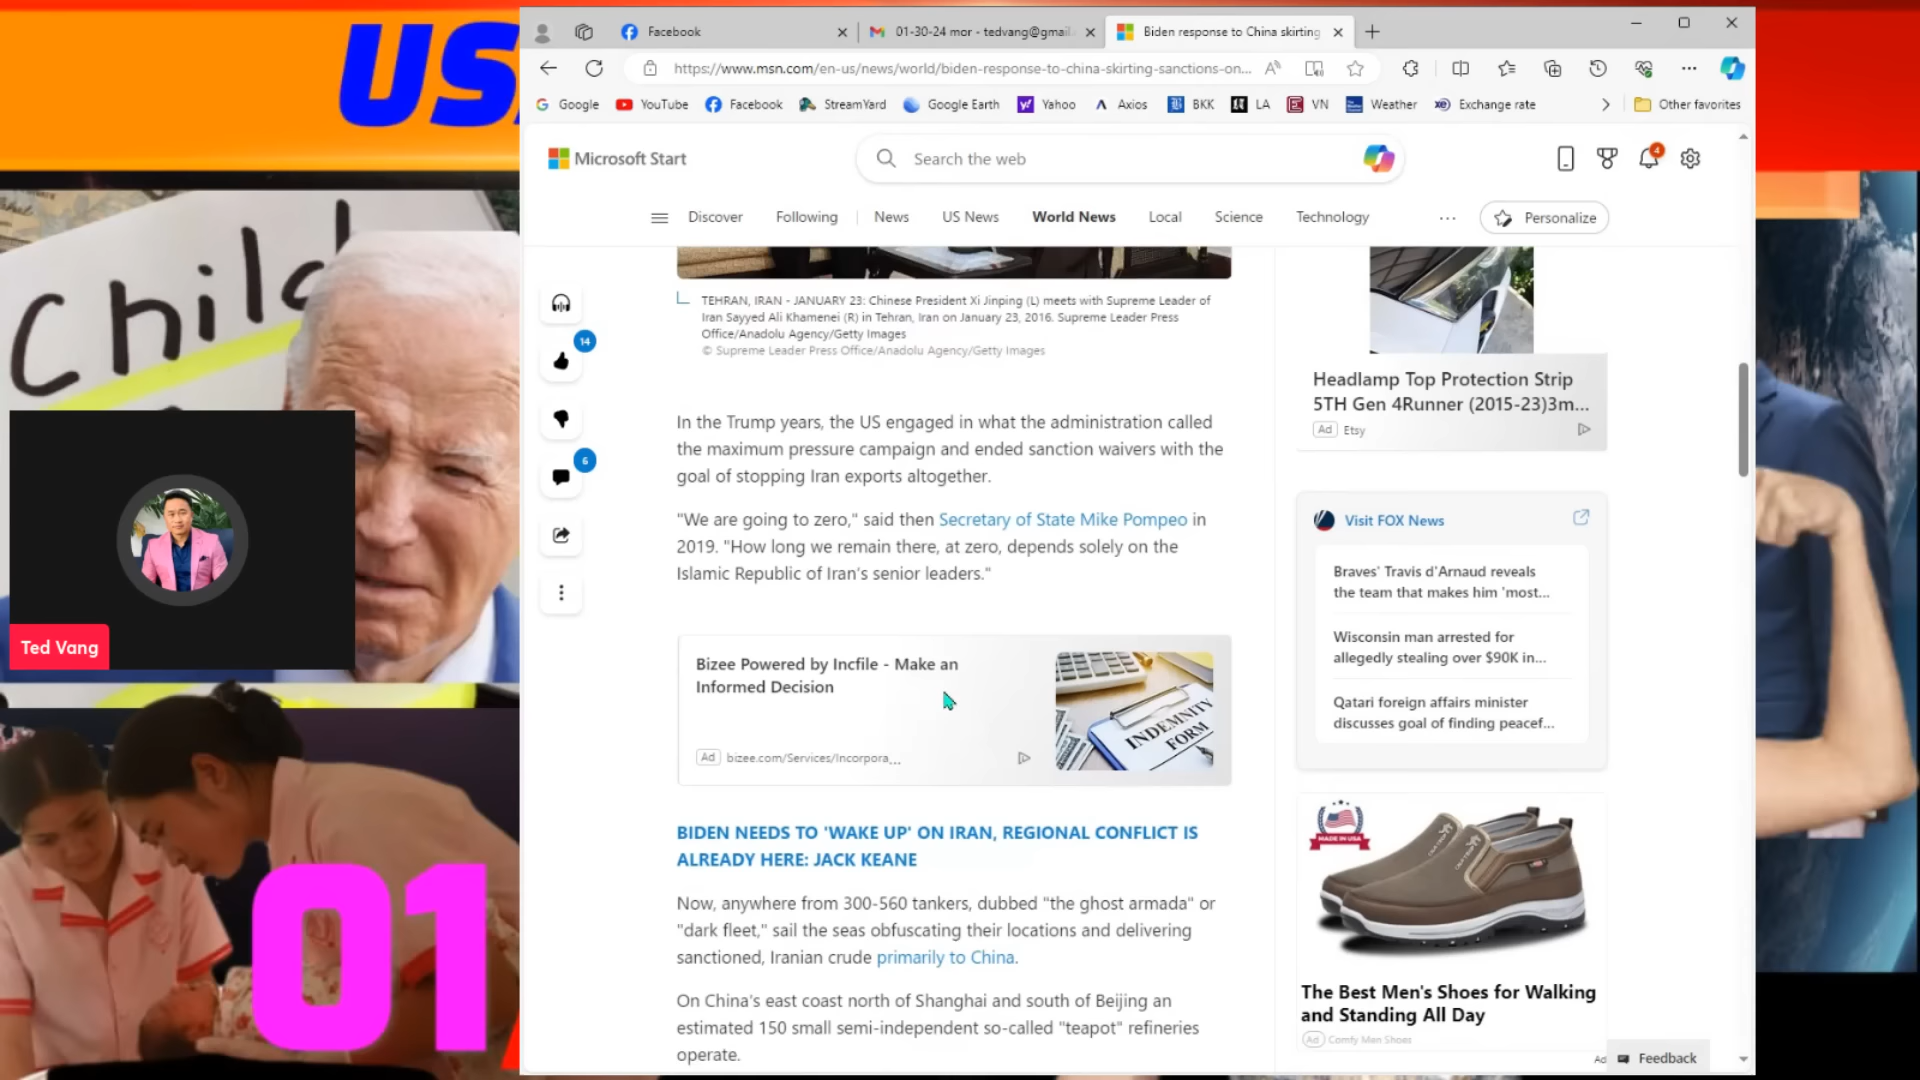 US
Facebook
01-30-24 mor - tedvang@gmail.
Biden response to China skirting
https://www.msn.com/en-us/news/world/biden-response-to-china-skirting-sanctions-on...
Google
YouTube
Facebook
StreamYard
Google Earth
Yahoo
Axios
BKK
LA
VN
Weather
Exchange rate
Other favorites
Microsoft Start
Search the web
4
Discover
Following
News
US News
World News
Local
Science
Technology
...
Personalize
Child
14
6
TEHRAN, IRAN - JANUARY 23: Chinese President Xi Jinping (L) meets with Supreme Leader of
Iran Sayyed Ali Khamenei (R) in Tehran, Iran on January 23, 2016. Supreme Leader Press
Office/Anadolu Agency/Getty Images
© Supreme Leader Press Office/Anadolu Agency/Getty Images
In the Trump years, the US engaged in what the administration called
the maximum pressure campaign and ended sanction waivers with the
goal of stopping Iran exports altogether.
"We are going to zero," said then Secretary of State Mike Pompeo in
2019. "How long we remain there, at zero, depends solely on the
Islamic Republic of Iran's senior leaders."
Bizee Powered by Incfile - Make an
Informed Decision
Ad bizee.com/Services/Incorpora...
INDEMNITY
FORM
BIDEN NEEDS TO 'WAKE UP' ON IRAN, REGIONAL CONFLICT IS
ALREADY HERE: JACK KEANE
Now, anywhere from 300-560 tankers, dubbed "the ghost armada" or
"dark fleet," sail the seas obfuscating their locations and delivering
sanctioned, Iranian crude primarily to China.
On China's east coast north of Shanghai and south of Beijing an
estimated 150 small semi-independent so-called "teapot" refineries
operate.
Headlamp Top Protection Strip
5TH Gen 4Runner (2015-23)3m...
Ad Etsy
Visit FOX News
Braves' Travis d'Arnaud reveals
the team that makes him 'most...
Wisconsin man arrested for
allegedly stealing over $90K in...
Qatari foreign affairs minister
discusses goal of finding peacef...
MADE IN USA
The Best Men's Shoes for Walking
and Standing All Day
Ad Comfy Men Shoes
Ad
Feedback
Ted Vang
01